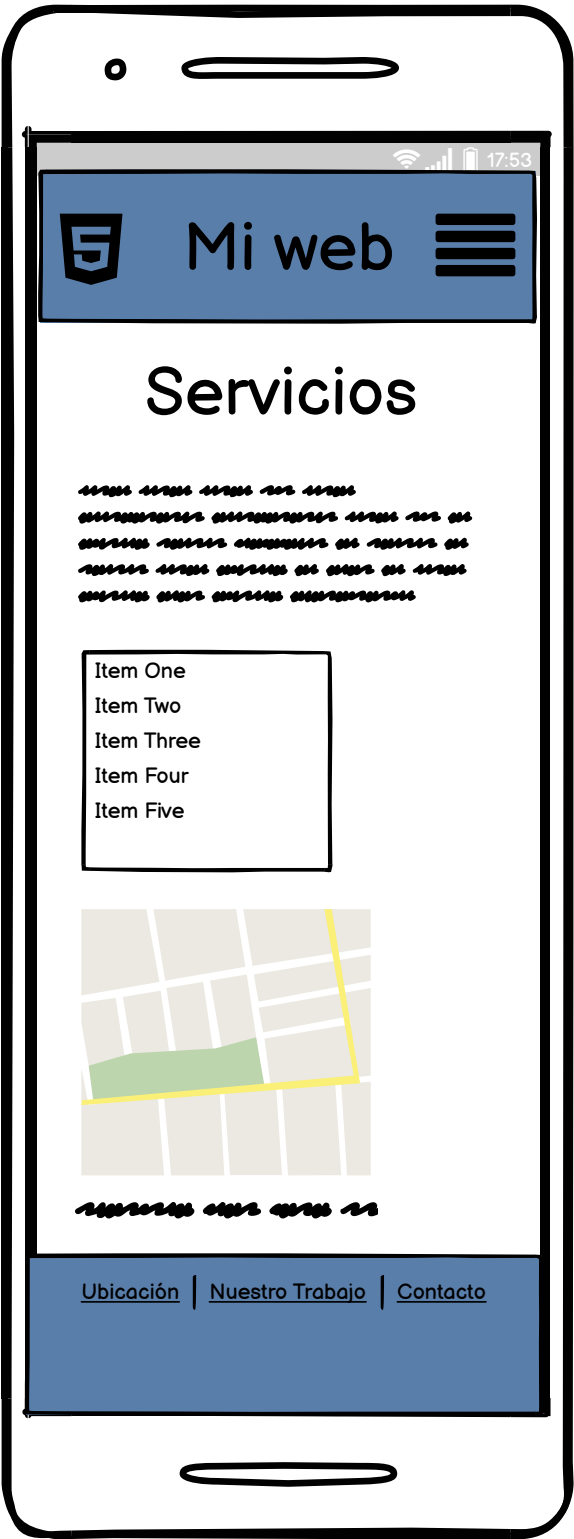 17:53
Mi web
Servicios
Item One
Item Two
Item Three
Item Four
Item Five
Ubicación | Nuestro Trabajo | Contacto